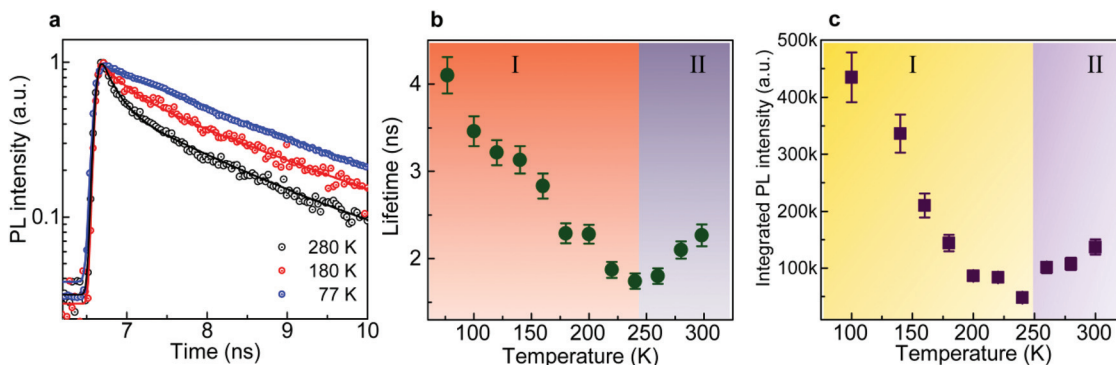 a
PL intensity (a.u.)
1
0.1
280 K
180 K
77 K
7
8
9
10
Time (ns)
b
I
II
Lifetime (ns)
4
3
2
100
150
200
250
300
Temperature (K)
c
I
II
Integrated PL intensity (a.u.)
500k
400k
300k
200k
100k
100
150
200
250
300
Temperature (K)